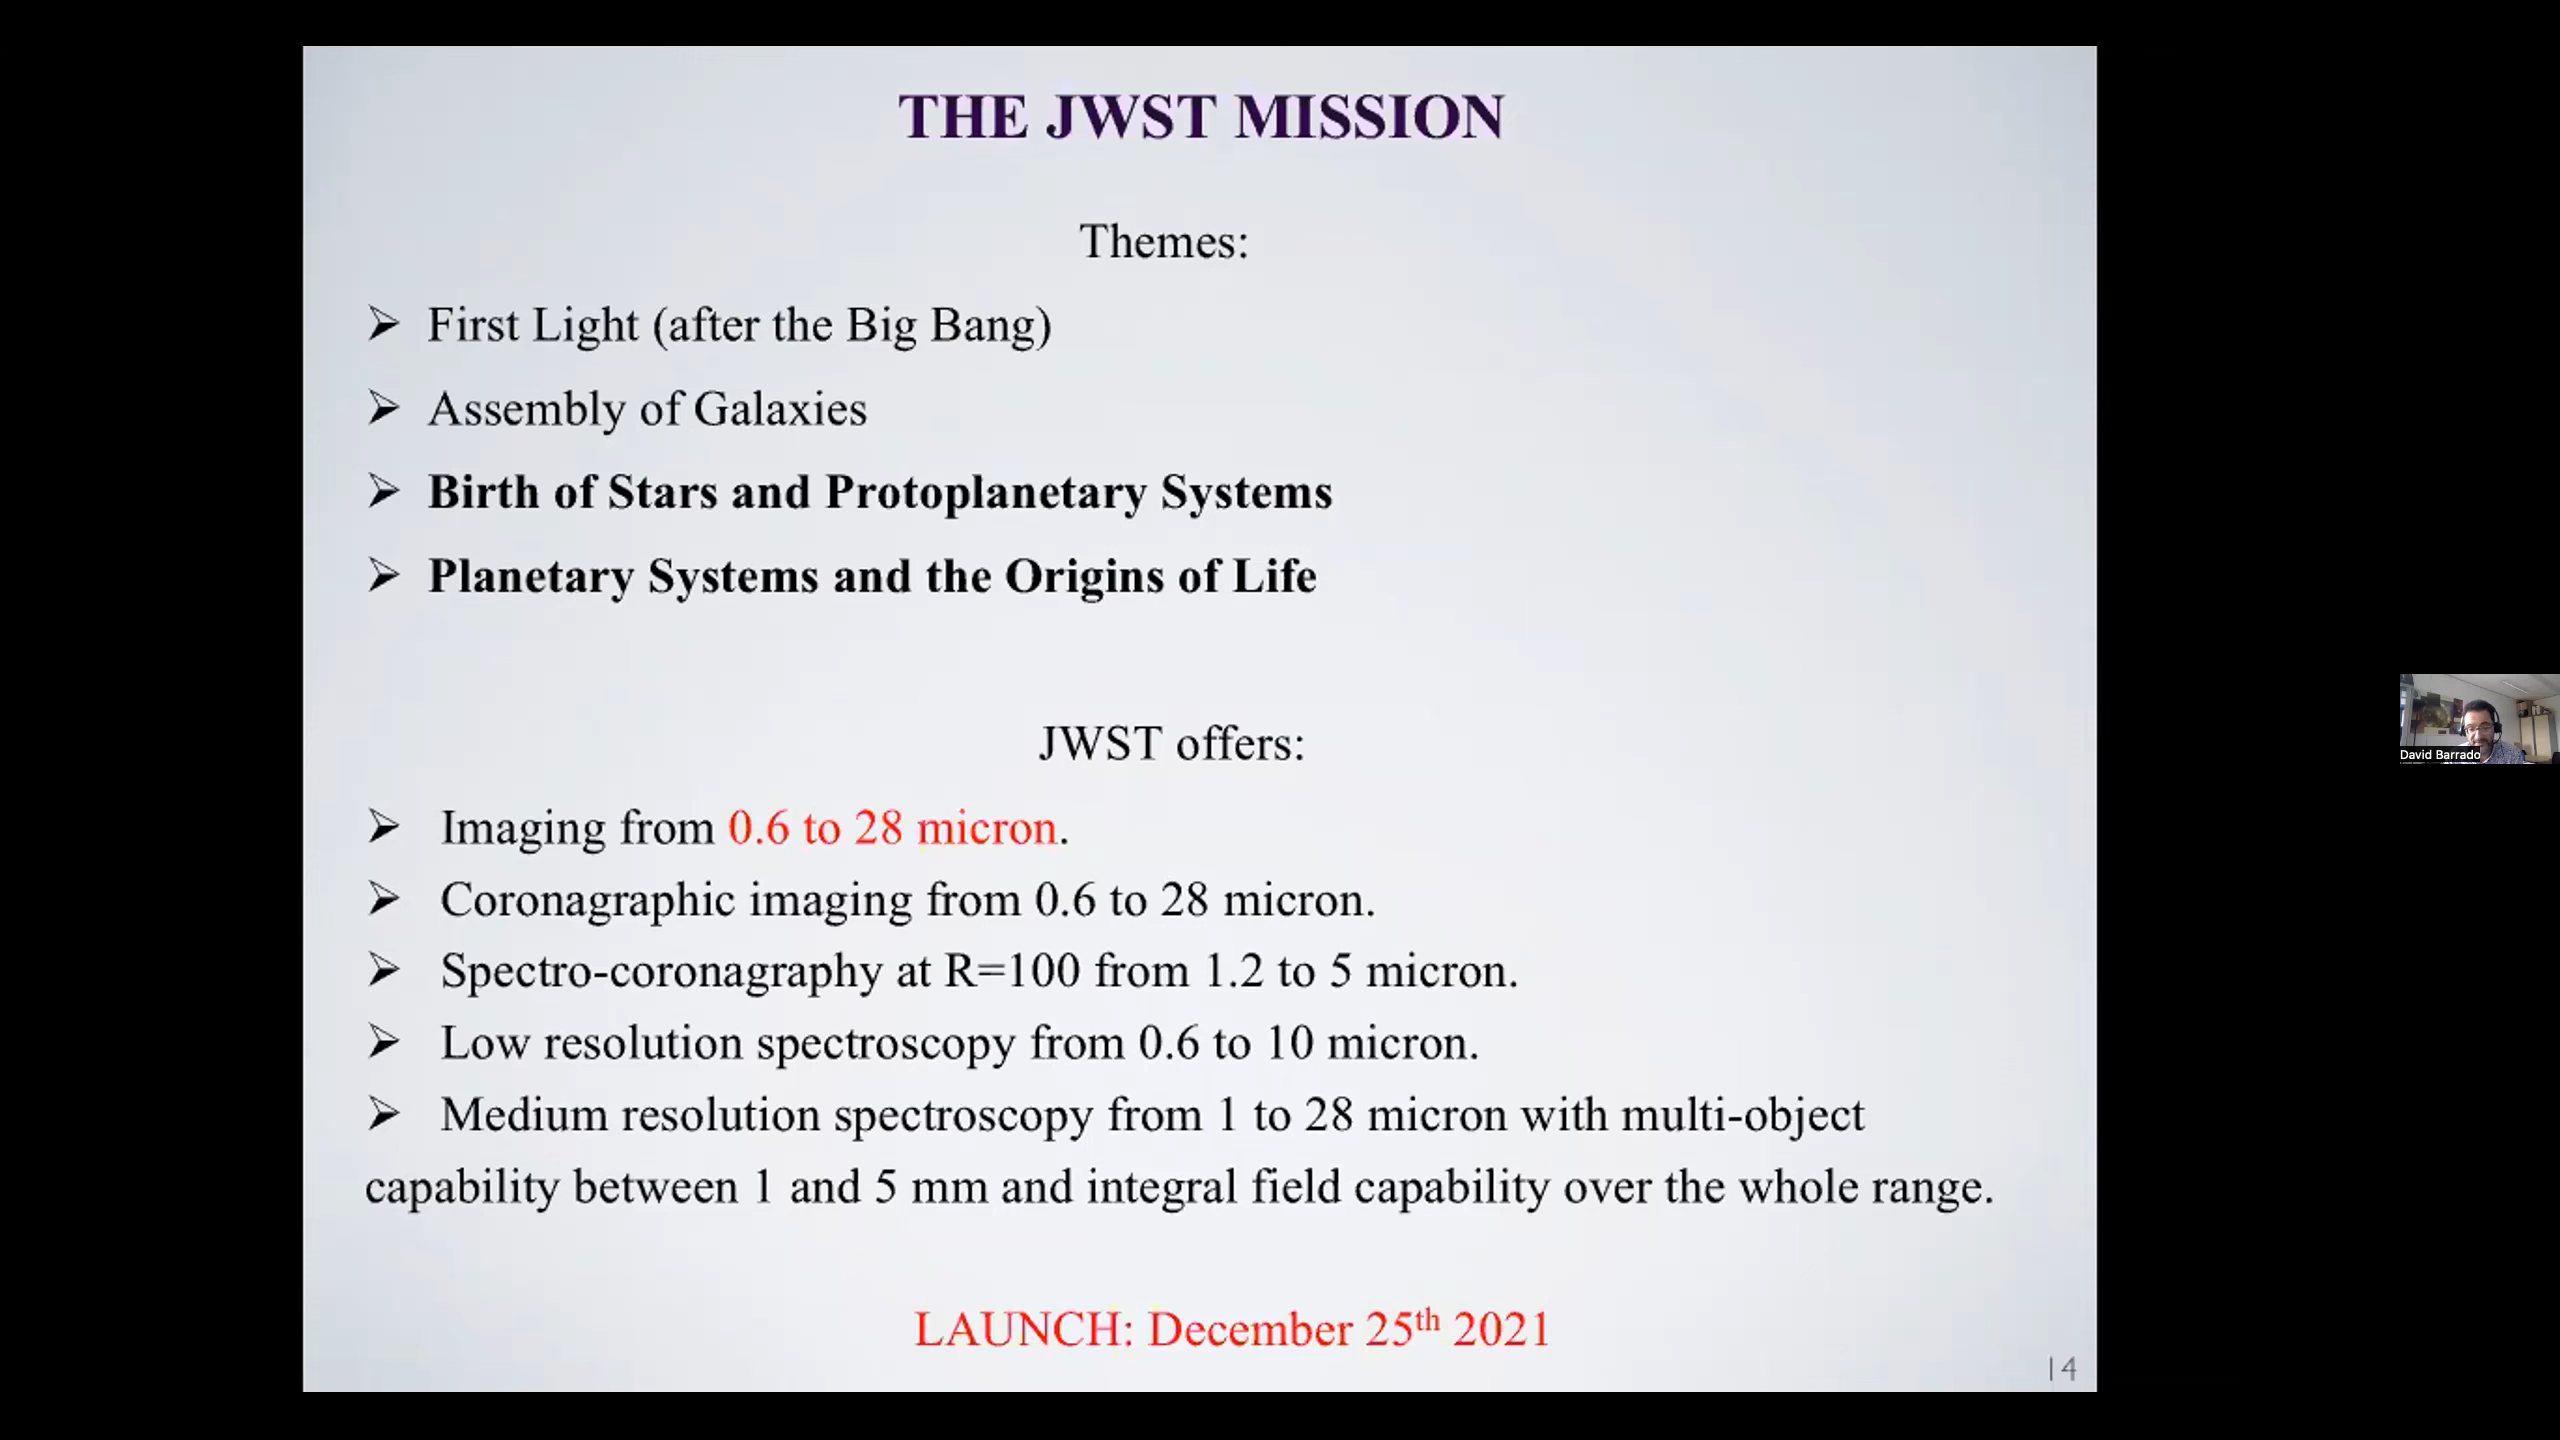 THE JWST MISSION
Themes:
➢ First Light (after the Big Bang)
➢ Assembly of Galaxies
➢ Birth of Stars and Protoplanetary Systems
➢ Planetary Systems and the Origins of Life
JWST offers:
➢ Imaging from 0.6 to 28 micron.
➢ Coronagraphic imaging from 0.6 to 28 micron.
➢ Spectro-coronagraphy at R=100 from 1.2 to 5 micron.
➢ Low resolution spectroscopy from 0.6 to 10 micron.
➢ Medium resolution spectroscopy from 1 to 28 micron with multi-object
capability between 1 and 5 mm and integral field capability over the whole range.
LAUNCH: December 25th 2021
14
David Barrado